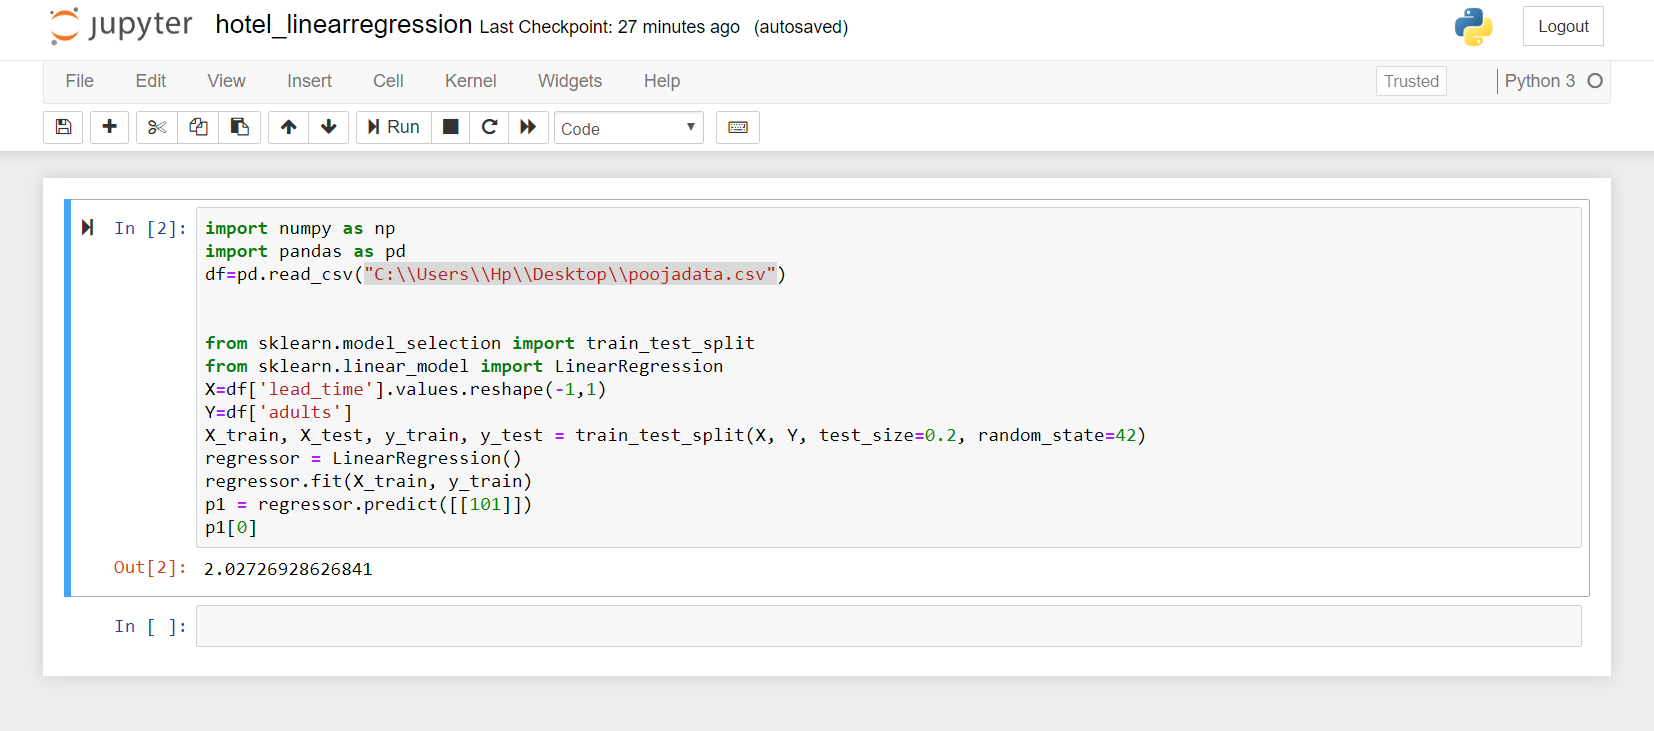 jupyter hotel_linearregression Last Checkpoint: 27 minutes ago (autosaved) Logout
File Edit View Insert Cell Kernel Widgets Help Trusted Python 3
Run Code
In [2]: import numpy as np
import pandas as pd
df=pd.read_csv("C:\\Users\\Hp\\Desktop\\poojadata.csv")
from sklearn.model_selection import train_test_split
from sklearn.linear_model import LinearRegression
X=df['lead_time'].values.reshape(-1,1)
Y=df['adults']
X_train, X_test, y_train, y_test = train_test_split(X, Y, test_size=0.2, random_state=42)
regressor = LinearRegression()
regressor.fit(X_train, y_train)
p1 = regressor.predict([[101]])
p1[0]
Out[2]: 2.02726928626841
In [ ]: